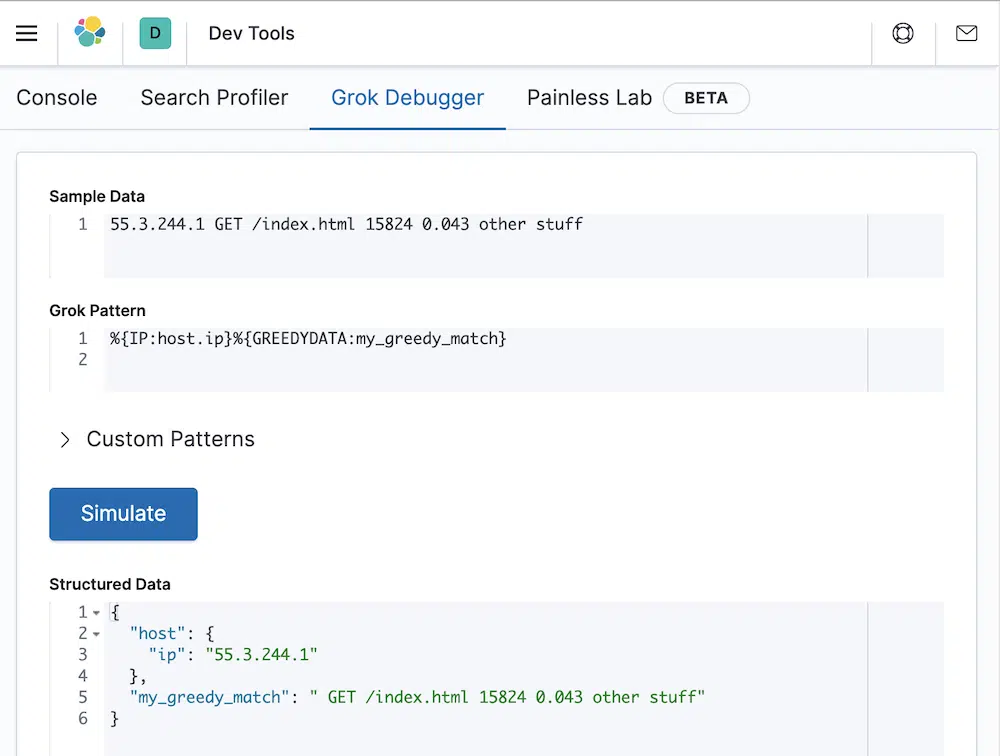 D Dev Tools
Console Search Profiler Grok Debugger Painless Lab BETA
Sample Data
1 55.3.244.1 GET /index.html 15824 0.043 other stuff
Grok Pattern
1 %{IP:host.ip}%{GREEDYDATA:my_greedy_match}
2
Custom Patterns
Simulate
Structured Data
1 {
2 "host": {
3 "ip": "55.3.244.1"
4 },
5 "my_greedy_match": " GET /index.html 15824 0.043 other stuff"
6 }